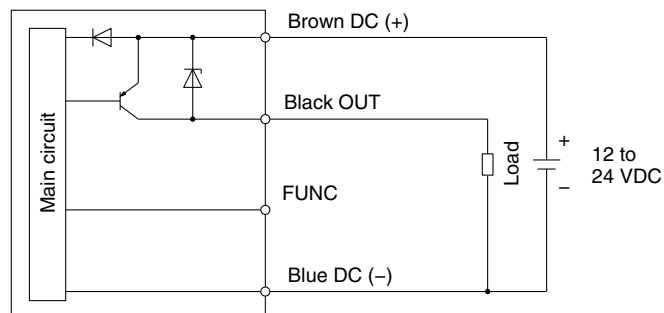 Brown DC (+)
Main circuit
Black OUT
Load
+
−
12 to
24 VDC
FUNC
Blue DC (−)